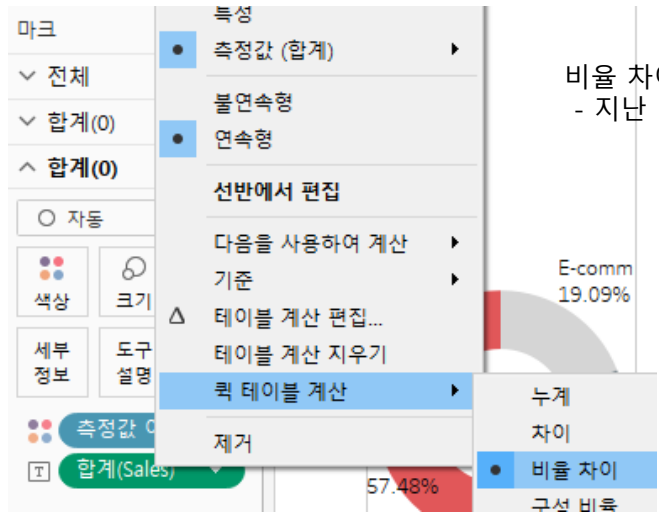 마크
전체
합계(0)
합계(0)
자동
색상
크기
세부
정보
도구
설명
측정값
합계(Sales)
특성
측정값 (합계)
불연속형
연속형
선반에서 편집
다음을 사용하여 계산
기준
테이블 계산 편집...
테이블 계산 지우기
퀵 테이블 계산
제거
누계
차이
비율 차이
구성 비율
비율
- 지난
E-comm
19.09%
57.48%